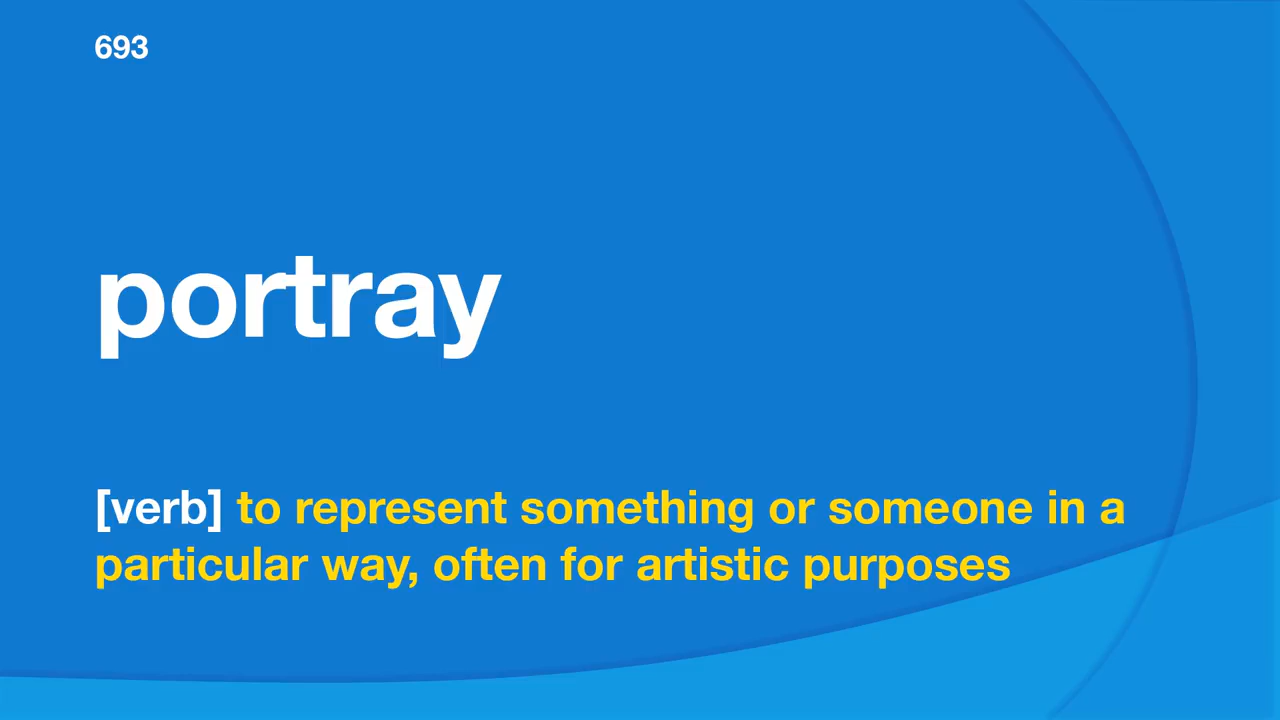 693
portray
[verb] to represent something or someone in a
particular way, often for artistic purposes